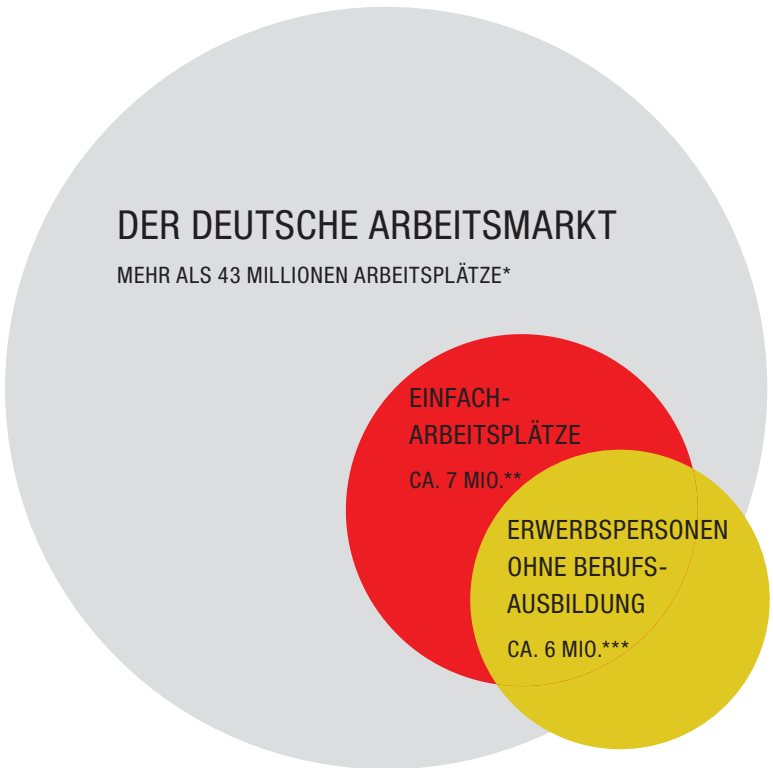 DER DEUTSCHE ARBEITSMARKT
MEHR ALS 43 MILLIONEN ARBEITSPLÄTZE*
EINFACH-
ARBEITSPLÄTZE
CA. 7 MIO.**
ERWERBSPERSONEN
OHNE BERUFS-
AUSBILDUNG
CA. 6 MIO.***